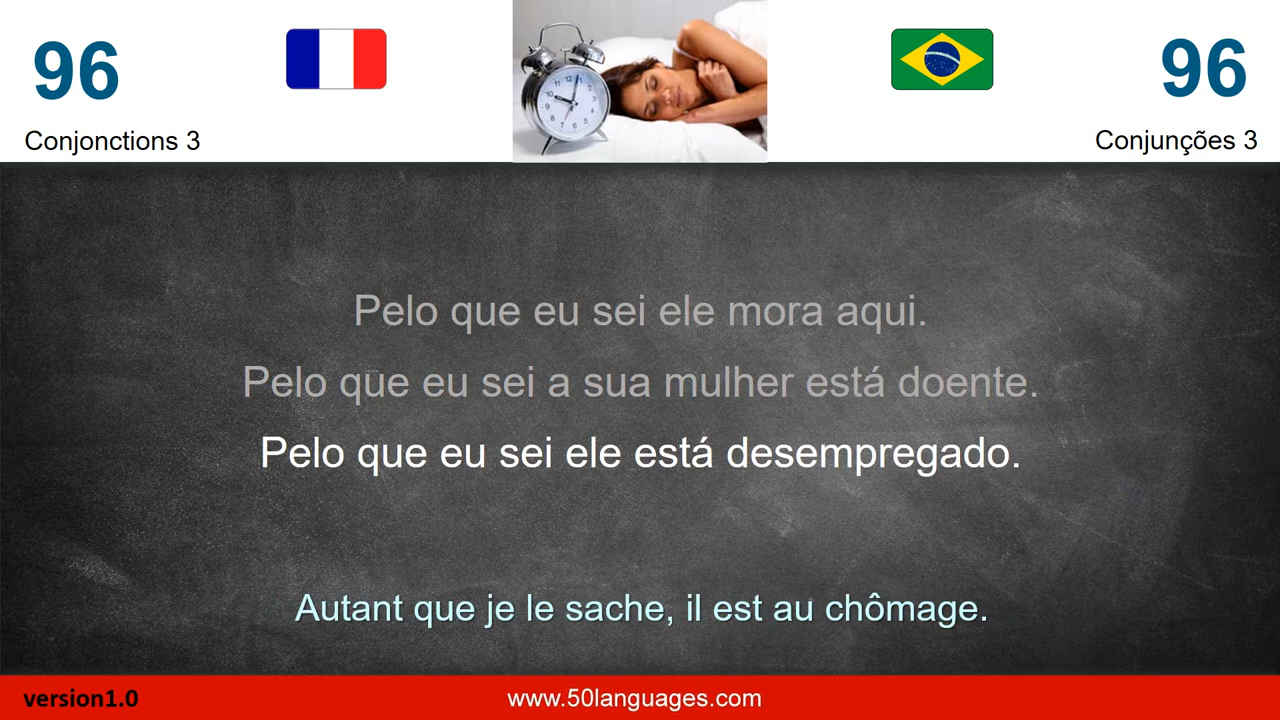 96
96
Conjonctions 3
Conjunções 3
Pelo que eu sei ele mora aqui.
Pelo que eu sei a sua mulher está doente.
Pelo que eu sei ele está desempregado.
Autant que je le sache, il est au chômage.
version1.0
www.50languages.com